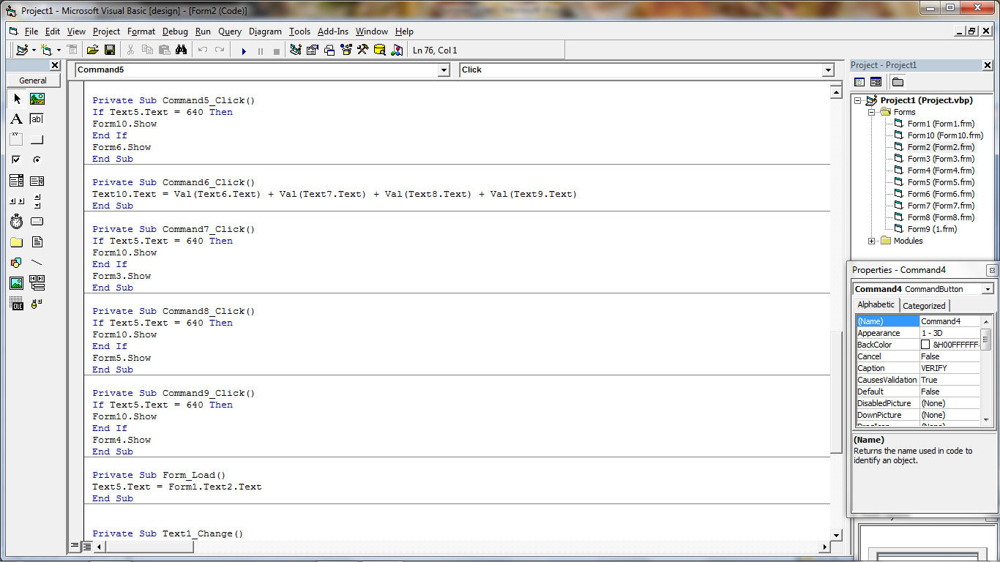 Project1 - Microsoft Visual Basic [design] - [Form2 (Code)]
File Edit View Project Format Debug Run Query Diagram Tools Add-Ins Window Help
Ln 76, Col 1
General
A
ab|
XY
OLE
Command5 Click
Private Sub Command5_Click()
If Text5.Text = 640 Then
Form10.Show
End If
Form6.Show
End Sub
Private Sub Command6_Click()
Text10.Text = Val(Text6.Text) + Val(Text7.Text) + Val(Text8.Text) + Val(Text9.Text)
End Sub
Private Sub Command7_Click()
If Text5.Text = 640 Then
Form10.Show
End If
Form3.Show
End Sub
Private Sub Command8_Click()
If Text5.Text = 640 Then
Form10.Show
End If
Form5.Show
End Sub
Private Sub Command9_Click()
If Text5.Text = 640 Then
Form10.Show
End If
Form4.Show
End Sub
Private Sub Form_Load()
Text5.Text = Form1.Text2.Text
End Sub
Private Sub Text1_Change()
Project - Project1
Project1 (Project.vbp)
Forms
Form1 (Form1.frm)
Form10 (Form10.frm)
Form2 (Form2.frm)
Form3 (Form3.frm)
Form4 (Form4.frm)
Form5 (Form5.frm)
Form6 (Form6.frm)
Form7 (Form7.frm)
Form8 (Form8.frm)
Form9 (1.frm)
Modules
Properties - Command4
Command4 CommandButton
Alphabetic Categorized
(Name) Command4
Appearance 1 - 3D
BackColor &H00FFFFFF
Cancel False
Caption VERIFY
CausesValidation True
Default False
DisabledPicture (None)
DownPicture (None)
(Name)
Returns the name used in code to
identify an object.